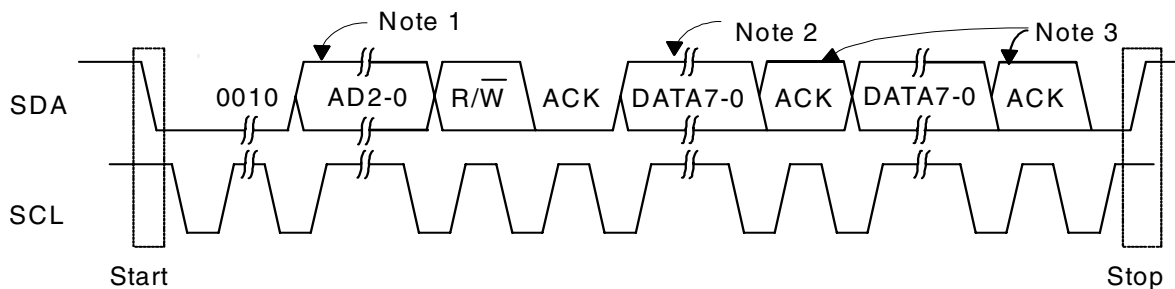 Note 1
Note 2
Note 3
SDA
0010 AD2-0 R/W̅ ACK DATA7-0 ACK DATA7-0 ACK
SCL
Start
Stop